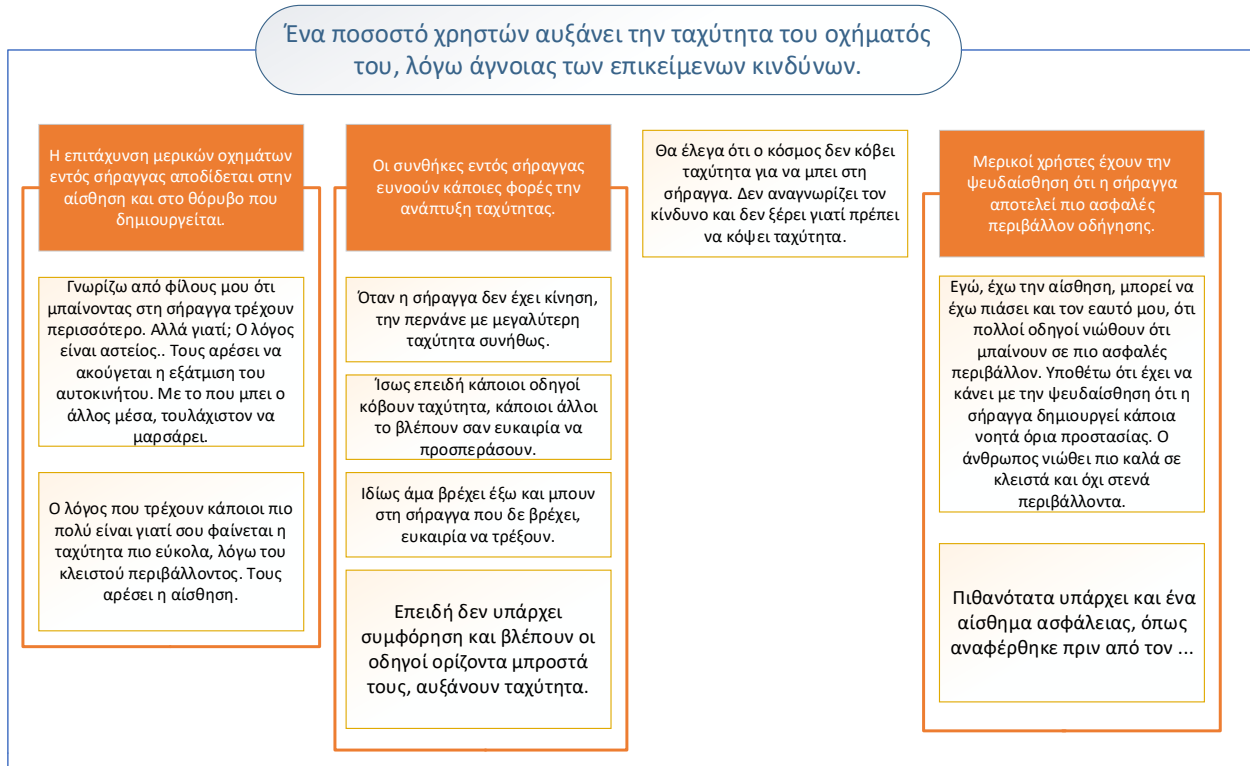 Ένα ποσοστό χρηστών αυξάνει την ταχύτητα του οχήματός
του, λόγω άγνοιας των επικείμενων κινδύνων.
Η επιτάχυνση μερικών οχημάτων
εντός σήραγγας αποδίδεται στην
αίσθηση και στο θόρυβο που
δημιουργείται.
Γνωρίζω από φίλους μου ότι
μπαίνοντας στη σήραγγα τρέχουν
περισσότερο. Αλλά γιατί; Ο λόγος
είναι αστείος.. Τους αρέσει να
ακούγεται η εξάτμιση του
αυτοκινήτου. Με το που μπει ο
άλλος μέσα, τουλάχιστον να
μαρσάρει.
Ο λόγος που τρέχουν κάποιοι πιο
πολύ είναι γιατί σου φαίνεται η
ταχύτητα πιο εύκολα, λόγω του
κλειστού περιβάλλοντος. Τους
αρέσει η αίσθηση.
Οι συνθήκες εντός σήραγγας
ευνοούν κάποιες φορές την
ανάπτυξη ταχύτητας.
Όταν η σήραγγα δεν έχει κίνηση,
την περνάνε με μεγαλύτερη
ταχύτητα συνήθως.
Ίσως επειδή κάποιοι οδηγοί
κόβουν ταχύτητα, κάποιοι άλλοι
το βλέπουν σαν ευκαιρία να
προσπεράσουν.
Ιδίως άμα βρέχει έξω και μπουν
στη σήραγγα που δε βρέχει,
ευκαιρία να τρέξουν.
Επειδή δεν υπάρχει
συμφόρηση και βλέπουν οι
οδηγοί ορίζοντα μπροστά
τους, αυξάνουν ταχύτητα.
Θα έλεγα ότι ο κόσμος δεν κόβει
ταχύτητα για να μπει στη
σήραγγα. Δεν αναγνωρίζει τον
κίνδυνο και δεν ξέρει γιατί πρέπει
να κόψει ταχύτητα.
Μερικοί χρήστες έχουν την
ψευδαίσθηση ότι η σήραγγα
αποτελεί πιο ασφαλές
περιβάλλον οδήγησης.
Εγώ, έχω την αίσθηση, μπορεί να
έχω πιάσει και τον εαυτό μου, ότι
πολλοί οδηγοί νιώθουν ότι
μπαίνουν σε πιο ασφαλές
περιβάλλον. Υποθέτω ότι έχει να
κάνει με την ψευδαίσθηση ότι η
σήραγγα δημιουργεί κάποια
νοητά όρια προστασίας. Ο
άνθρωπος νιώθει πιο καλά σε
κλειστά και όχι στενά
περιβάλλοντα.
Πιθανότατα υπάρχει και ένα
αίσθημα ασφάλειας, όπως
αναφέρθηκε πριν από τον ...